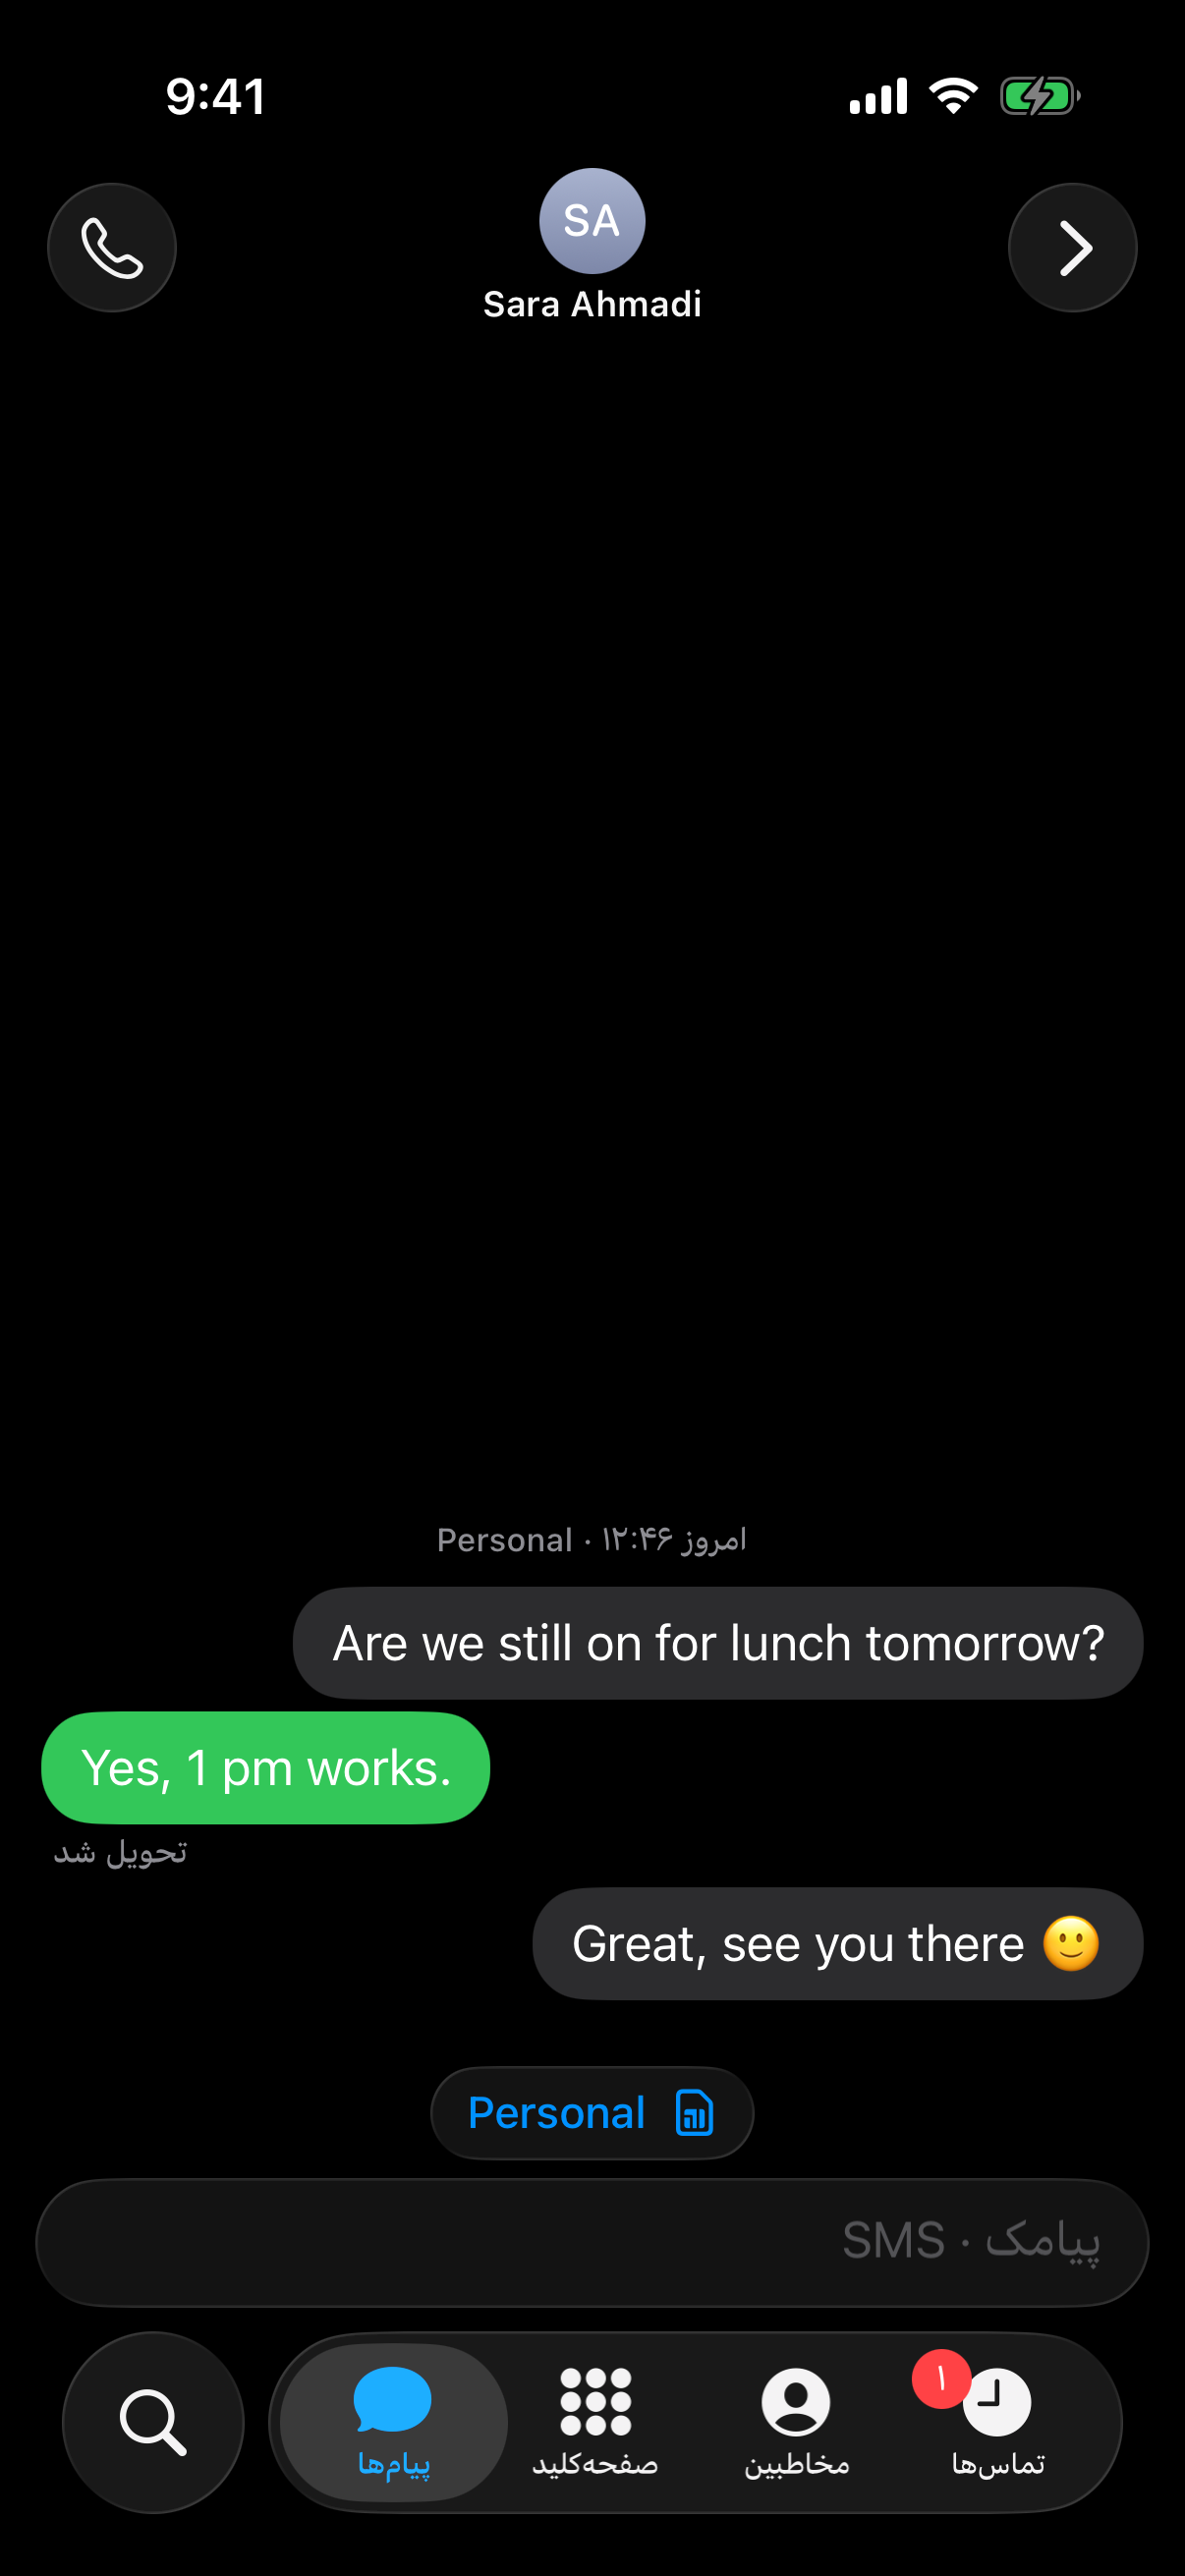 9:41
SA
Sara Ahmadi
امروز ۱۲:۴۶ · Personal
Are we still on for lunch tomorrow?
Yes, 1 pm works.
تحویل شد
Great, see you there 🙂
Personal
پیامک · SMS
۱
تماس‌ها
مخاطبین
صفحه‌کلید
پیام‌ها